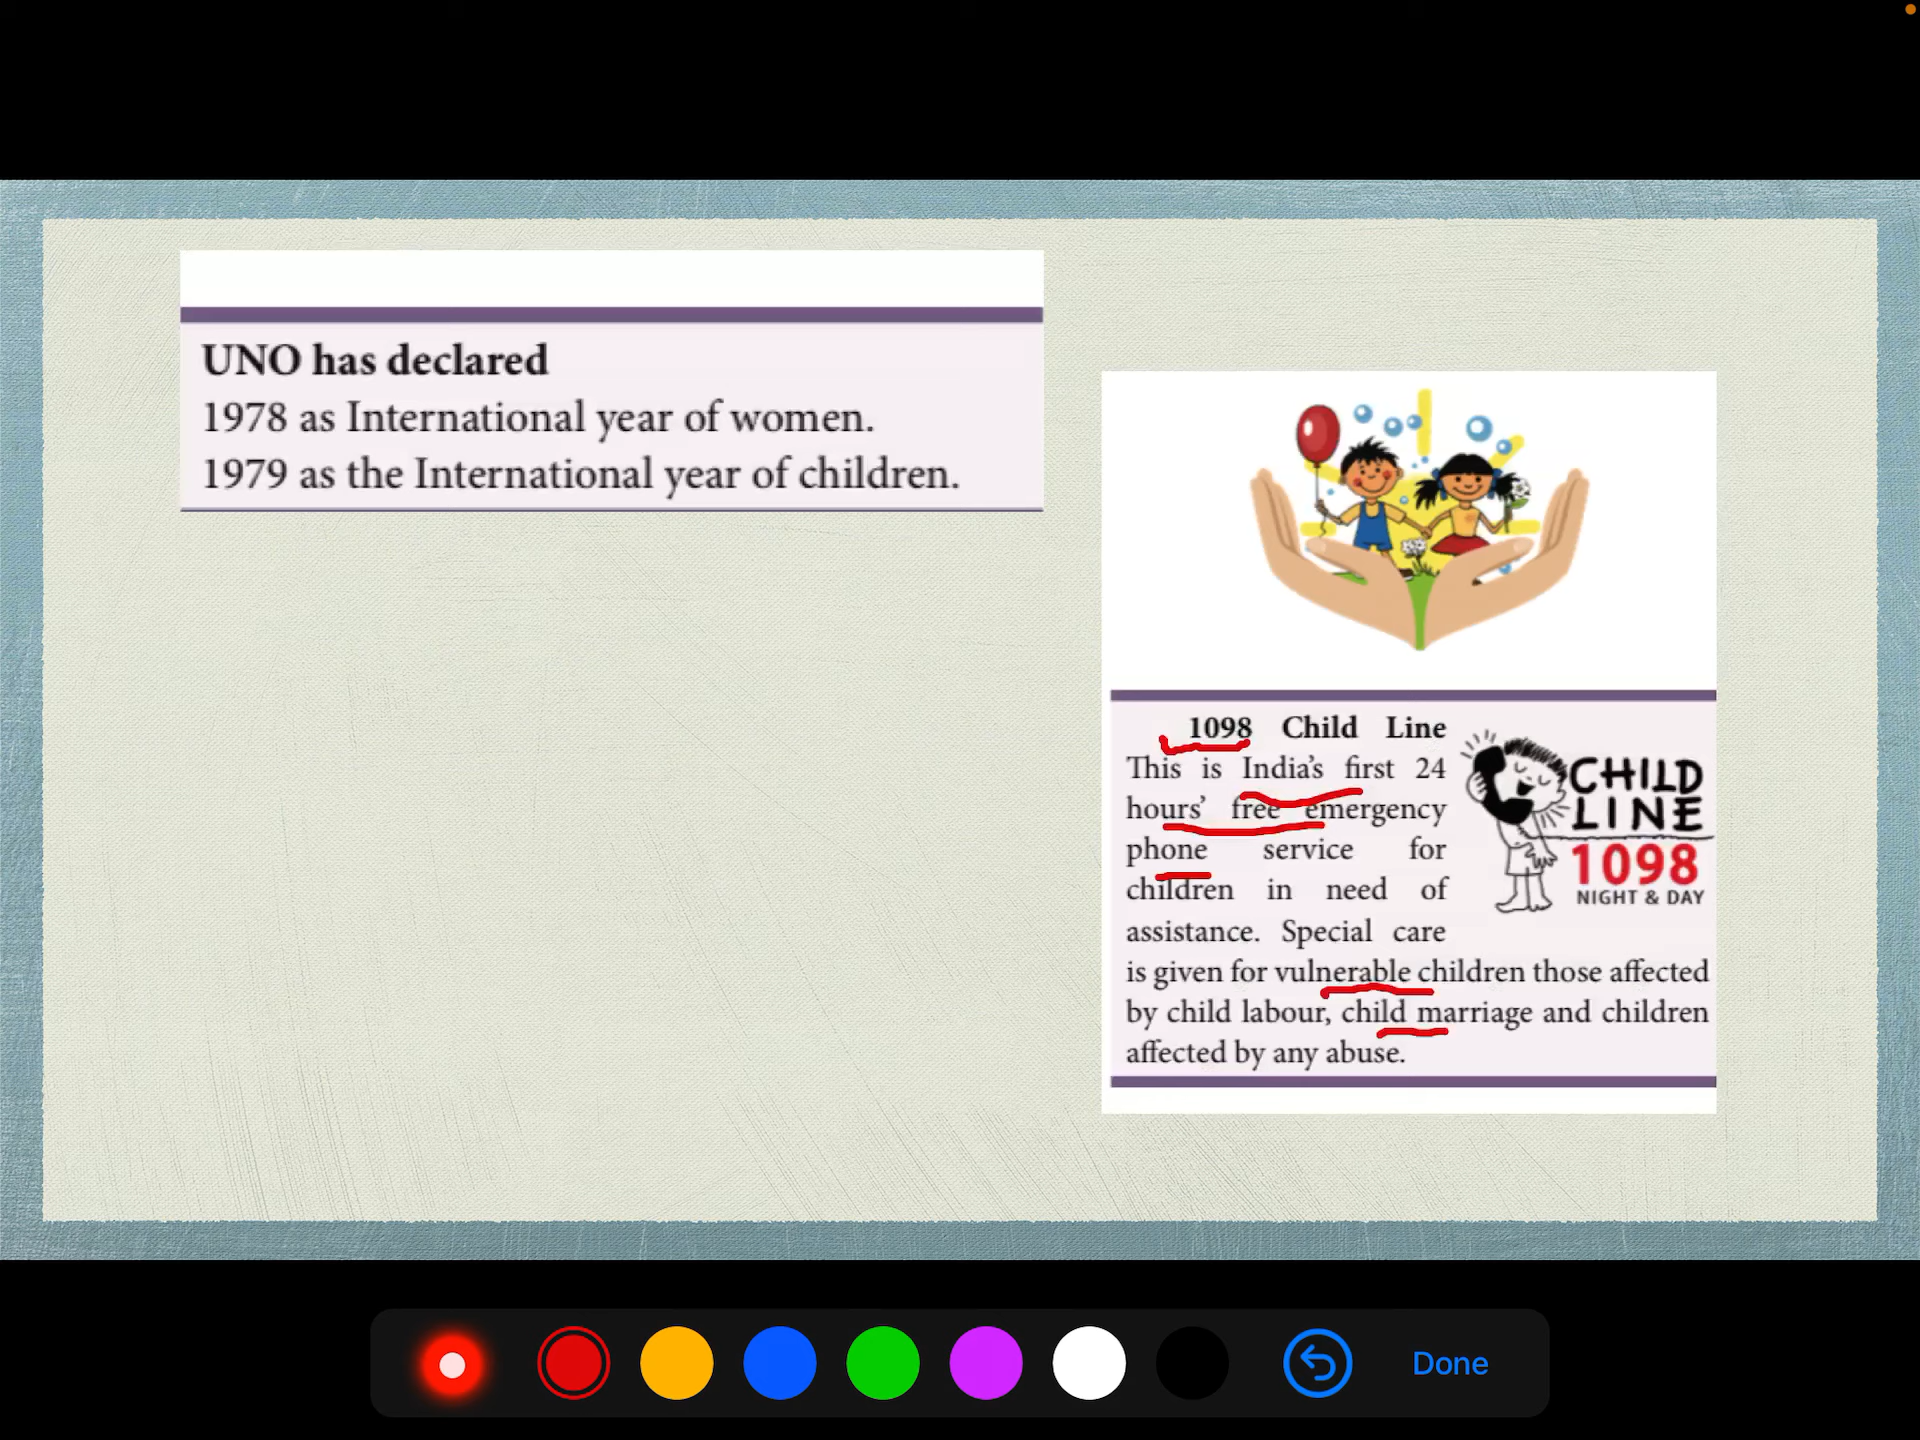 UNO has declared
1978 as International year of women.
1979 as the International year of children.
1098 Child Line
This is India's first 24
hours' free emergency
phone service for
children in need of
assistance. Special care
is given for vulnerable children those affected
by child labour, child marriage and children
affected by any abuse.
CHILD
LINE
1098
NIGHT & DAY
Done